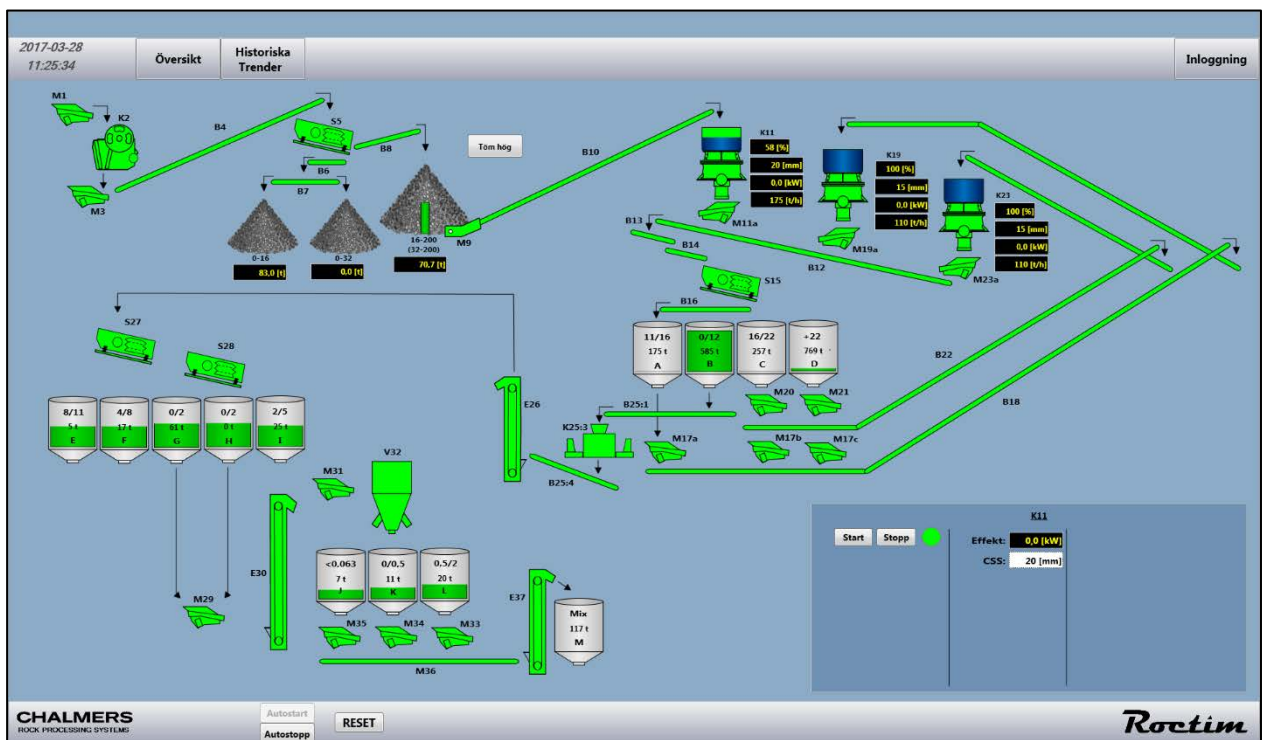 2017-03-28
11:25:34
Översikt
Historiska
Trender
Inloggning
M1
K2
B4
M3
S5
B8
B6
B7
Töm hög
B10
0-16
83,0 [t]
0-32
0,0 [t]
16-200
(32-200)
70,7 [t]
M9
K11
58 [%]
20 [mm]
0,0 [kW]
175 [t/h]
M11a
K19
100 [%]
15 [mm]
0,0 [kW]
110 [t/h]
M19a
K23
100 [%]
15 [mm]
0,0 [kW]
110 [t/h]
M23a
B13
B14
B12
S15
B16
11/16
175 t
A
0/12
585 t
B
16/22
257 t
C
+22
769 t
D
M20
M21
B22
B18
B25:1
K25:3
M17a
M17b
M17c
B25:4
E26
S27
S28
8/11
5 t
E
4/8
17 t
F
0/2
61 t
G
0/2
0 t
H
2/5
25 t
I
M29
E30
M31
V32
<0,063
7 t
J
0/0,5
11 t
K
0,5/2
20 t
L
M35
M34
M33
M36
E37
Mix
117 t
M
K11
Start
Stopp
Effekt:
0,0 [kW]
CSS:
20 [mm]
CHALMERS
ROCK PROCESSING SYSTEMS
Autostart
Autostopp
RESET
Roctim